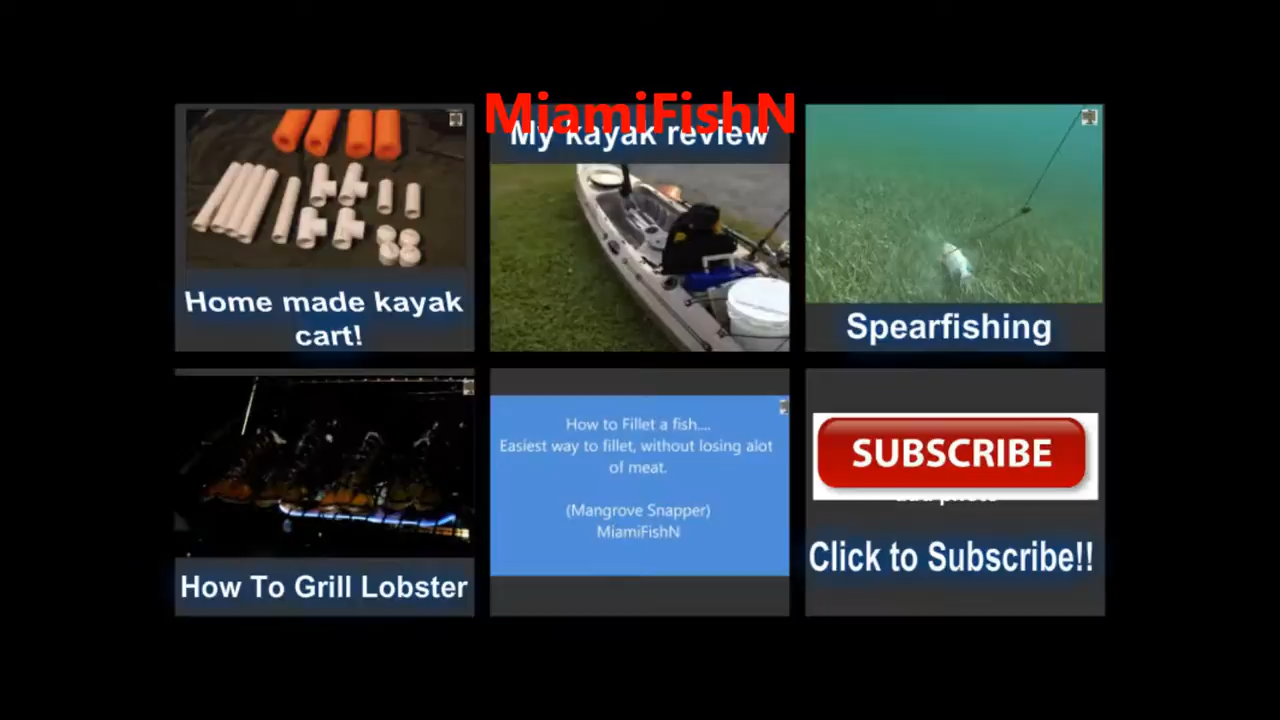 MiamiFishN
My kayak review
Home made kayak
cart!
Spearfishing
How To Grill Lobster
How to Fillet a fish....
Easiest way to fillet, without losing alot
of meat.
(Mangrove Snapper)
MiamiFishN
SUBSCRIBE
Click to Subscribe!!